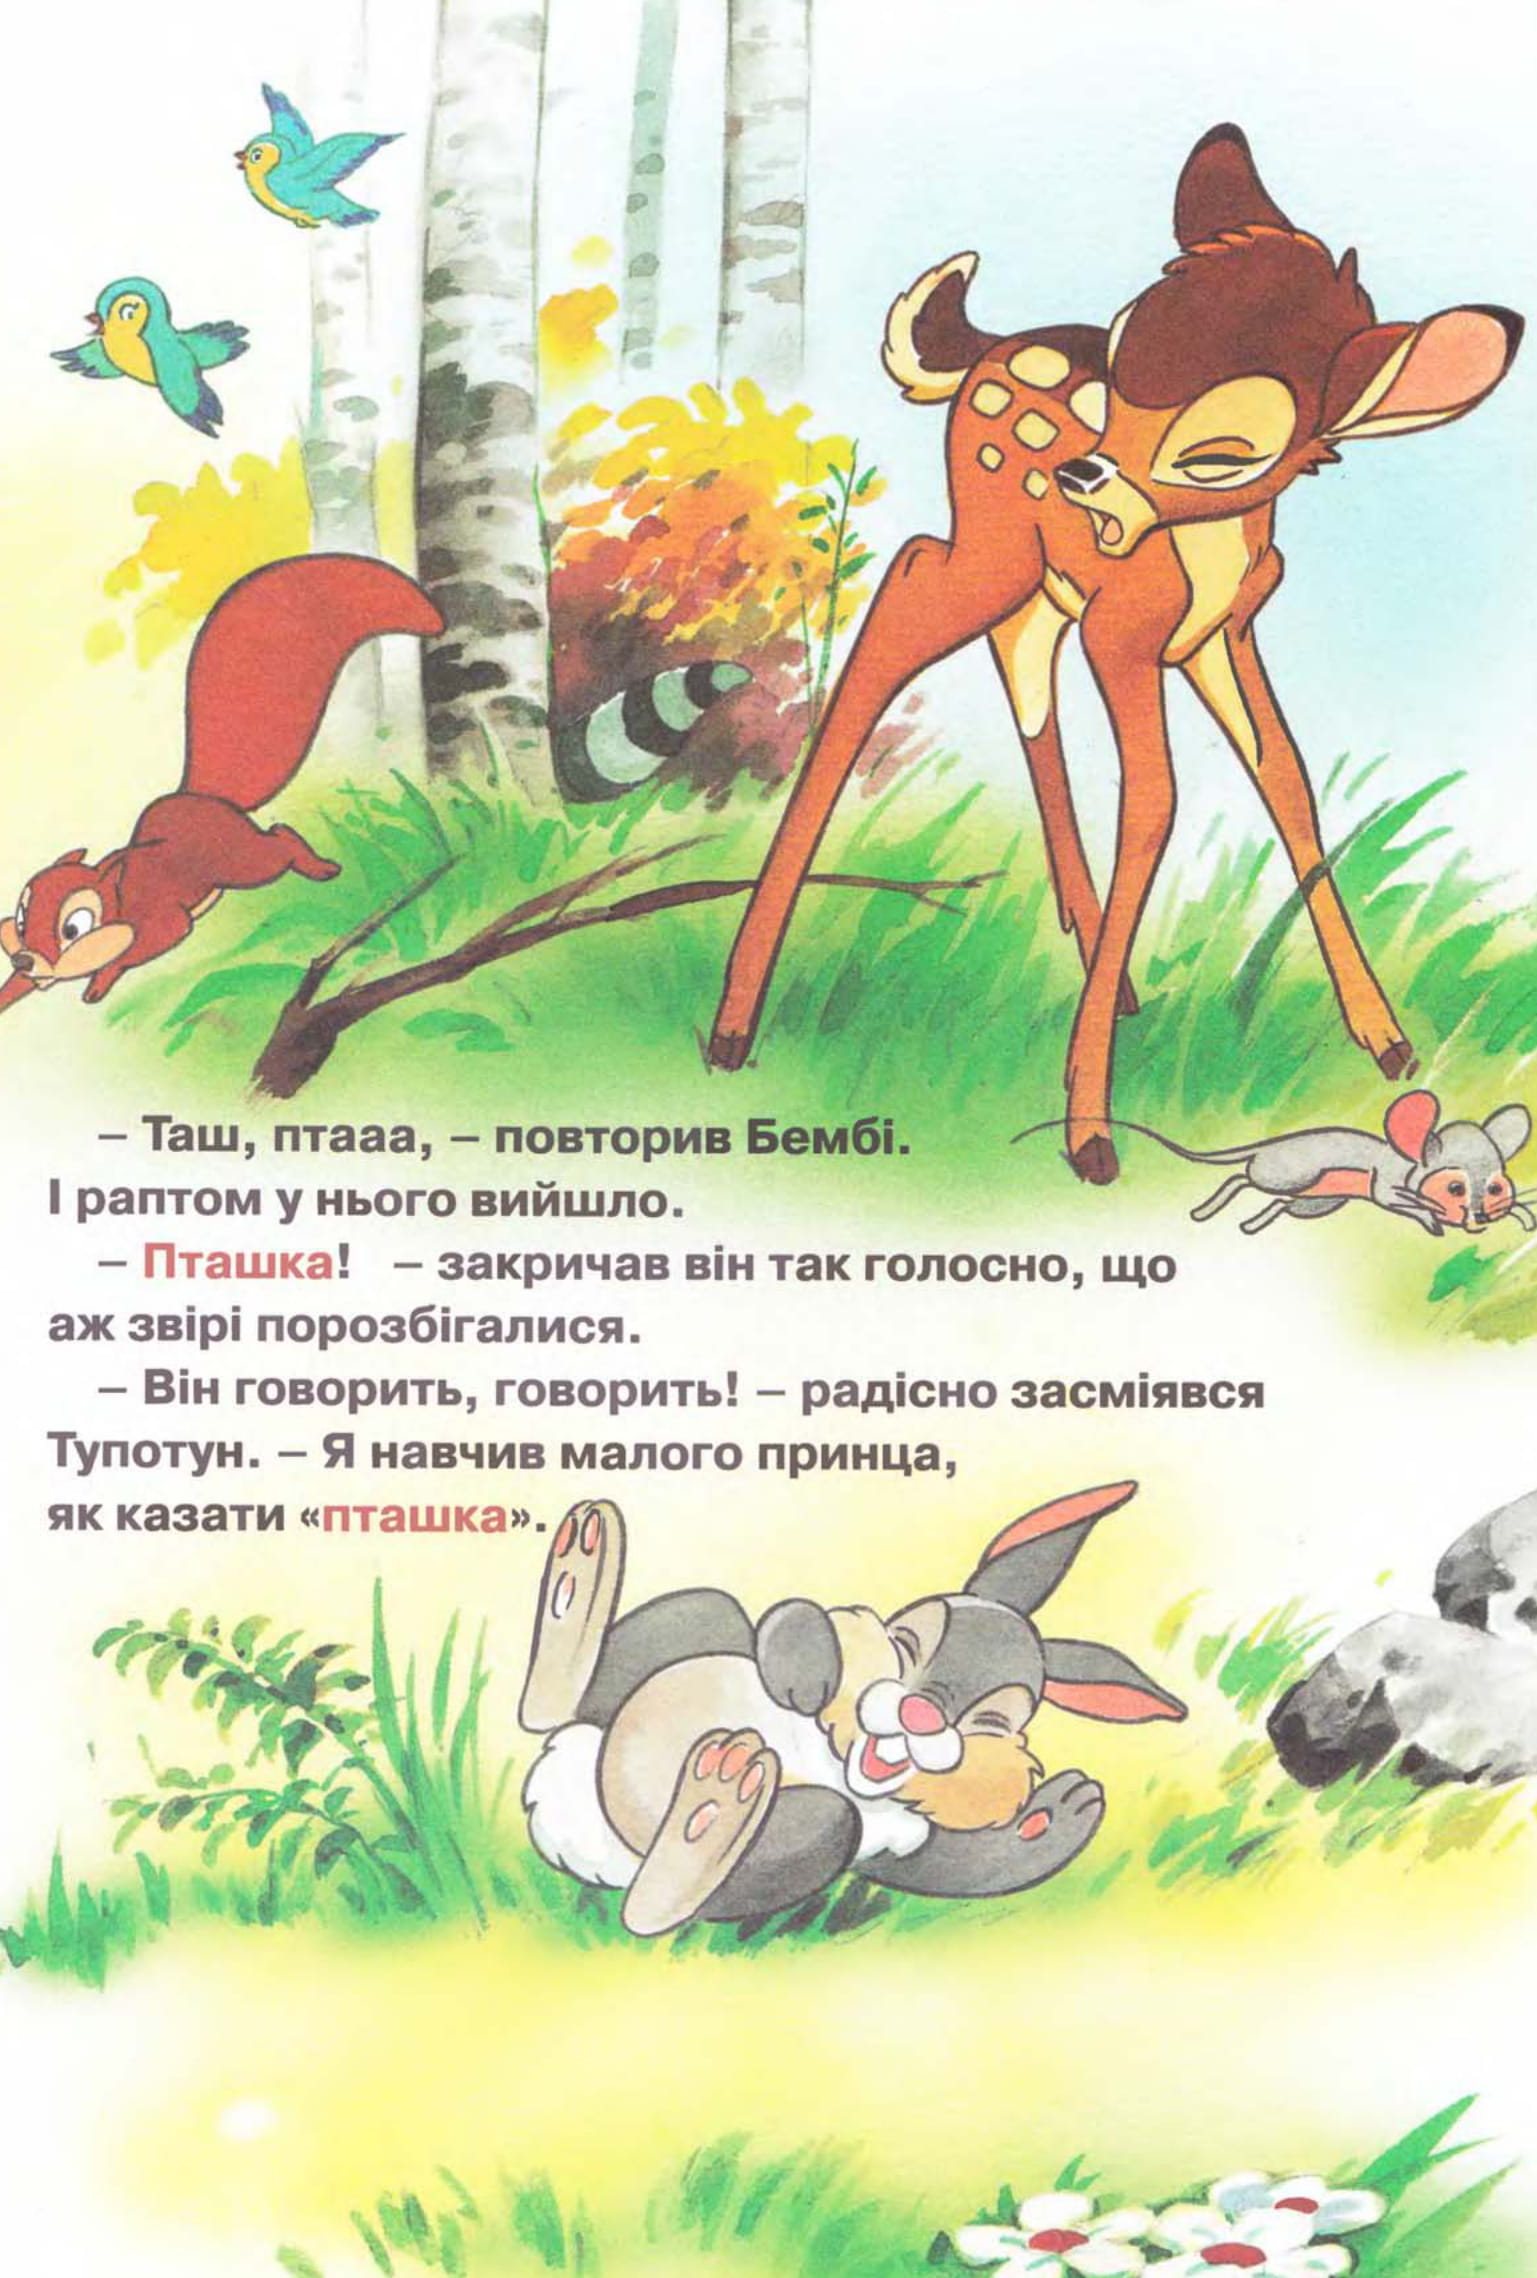 – Таш, птааа, – повторив Бембі.
І раптом у нього вийшло.
– Пташка! – закричав він так голосно, що
аж звірі порозбігалися.
– Він говорить, говорить! – радісно засміявся
Тупотун. – Я навчив малого принца,
як казати «пташка».